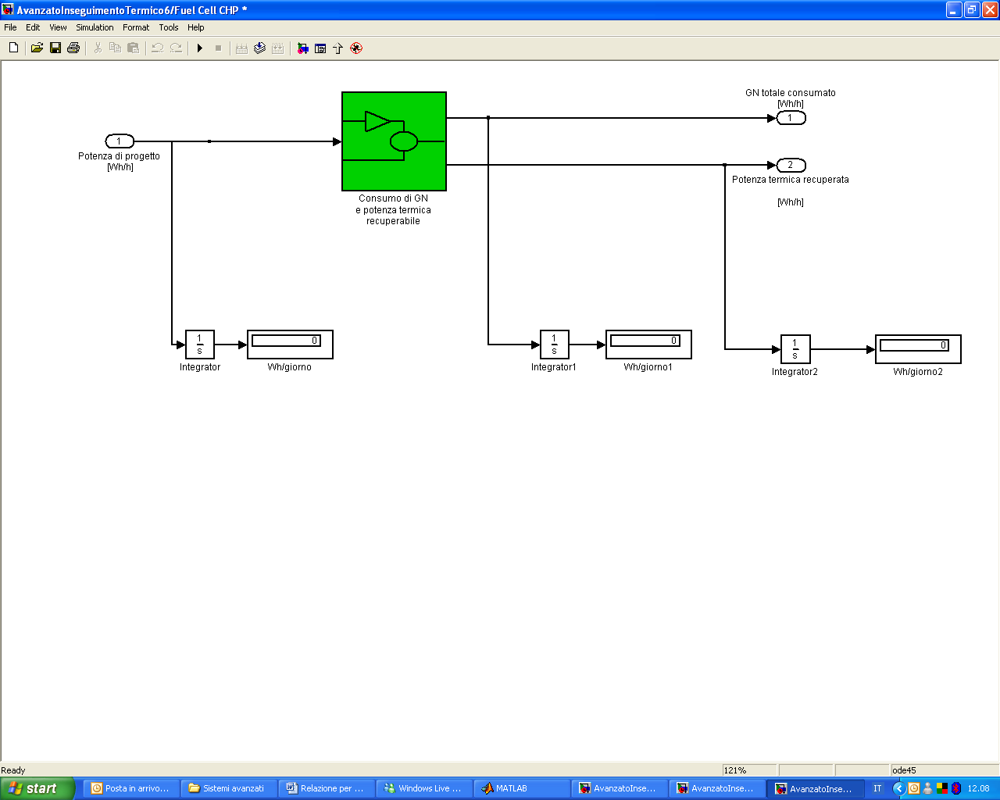 AvanzatoInseguimentoTermico6/Fuel Cell CHP *
File Edit View Simulation Format Tools Help
GN totale consumato
[Wh/h]
1
1
Potenza di progetto
[Wh/h]
2
Potenza termica recuperata
[Wh/h]
Consumo di GN
e potenza termica
recuperabile
1
s
Integrator
0
Wh/giorno
1
s
Integrator1
0
Wh/giorno1
1
s
Integrator2
0
Wh/giorno2
Ready 121% ode45
start Posta in arrivo... Sistemi avanzati Relazione per ... Windows Live ... MATLAB AvanzatoInse... AvanzatoInse... AvanzatoInse... IT 12.08